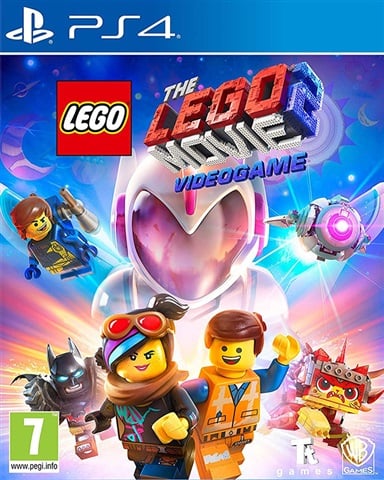 PS4
LEGO
THE
LEGO
MOVIE 2
VIDEOGAME
7
www.pegi.info
Tt
games
WB
GAMES